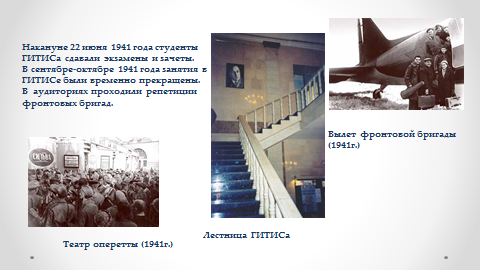 Накануне 22 июня 1941 года студенты
ГИТИСа сдавали экзамены и зачеты.
В сентябре-октябре 1941 года занятия в
ГИТИСе были временно прекращены.
В аудиториях проходили репетиции
фронтовых бригад.
Вылет фронтовой бригады
(1941г.)
Театр оперетты (1941г.)
Лестница ГИТИСа